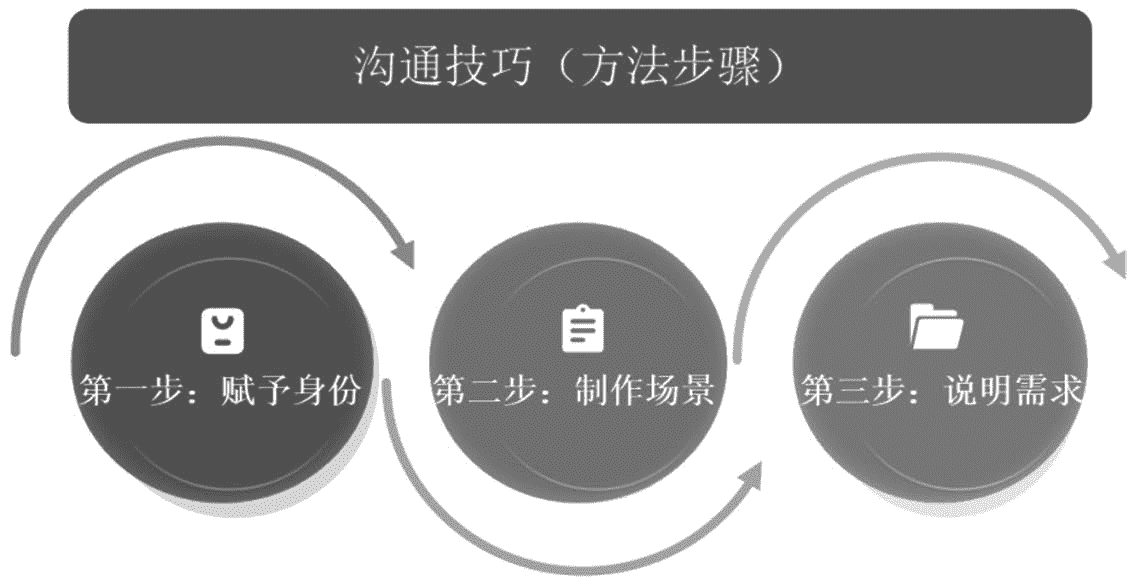 沟通技巧（方法步骤）
第一步：赋予身份
第二步：制作场景
第三步：说明需求